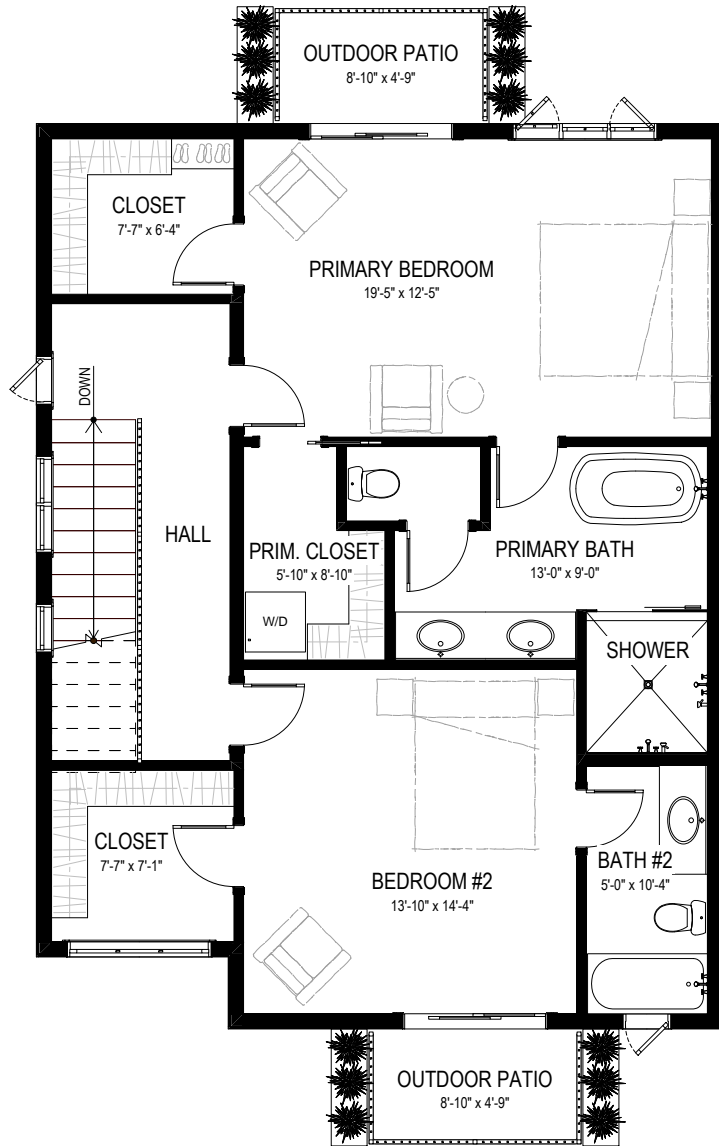 OUTDOOR PATIO
8'-10" x 4'-9"
CLOSET
7'-7" x 6'-4"
PRIMARY BEDROOM
19'-5" x 12'-5"
DOWN
HALL
PRIM. CLOSET
5'-10" x 8'-10"
W/D
PRIMARY BATH
13'-0" x 9'-0"
SHOWER
CLOSET
7'-7" x 7'-1"
BEDROOM #2
13'-10" x 14'-4"
BATH #2
5'-0" x 10'-4"
OUTDOOR PATIO
8'-10" x 4'-9"